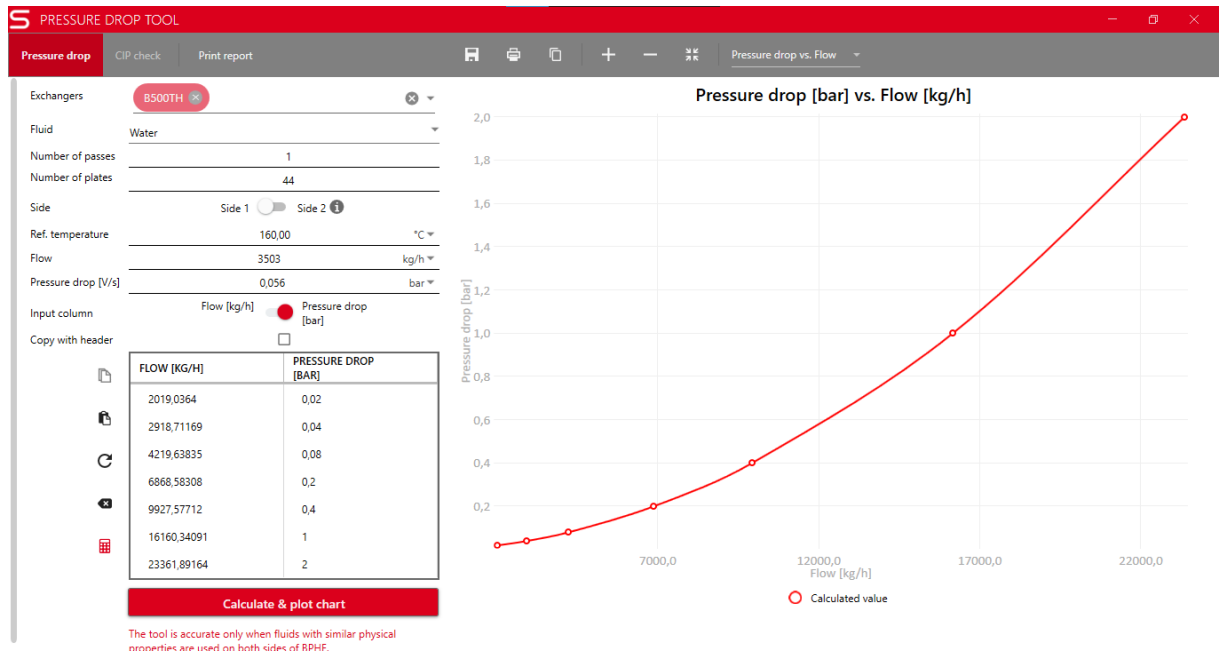 S PRESSURE DROP TOOL
Pressure drop CIP check Print report Pressure drop vs. Flow
Exchangers B500TH
Fluid Water
Number of passes 1
Number of plates 44
Side Side 1 Side 2
Ref. temperature 160,00 °C
Flow 3503 kg/h
Pressure drop [V/s] 0,056 bar
Input column Flow [kg/h] Pressure drop
[bar]
Copy with header
FLOW [KG/H] PRESSURE DROP
[BAR]
2019,0364 0,02
2918,71169 0,04
4219,63835 0,08
6868,58308 0,2
9927,57712 0,4
16160,34091 1
23361,89164 2
Calculate & plot chart
The tool is accurate only when fluids with similar physical
properties are used on both sides of BPHE.
Pressure drop [bar] vs. Flow [kg/h]
2,0
1,8
1,6
1,4
1,2
1,0
0,8
0,6
0,4
0,2
Pressure drop [bar]
7000,0 12000,0 17000,0 22000,0
Flow [kg/h]
Calculated value